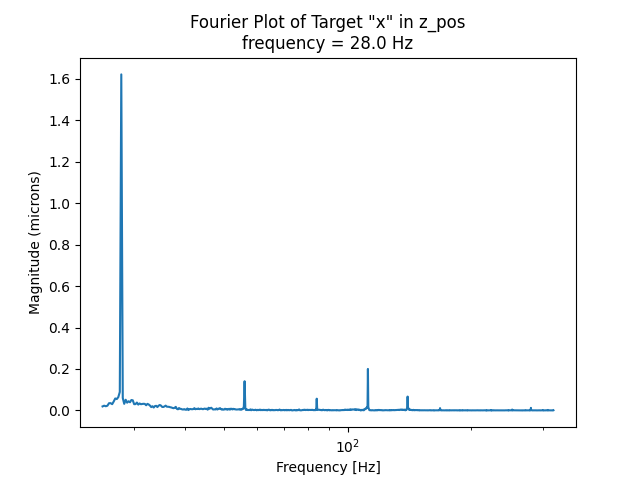 Fourier Plot of Target "x" in z_pos
frequency = 28.0 Hz
1.6
1.4
1.2
1.0
0.8
0.6
0.4
0.2
0.0
Magnitude (microns)
10²
Frequency [Hz]